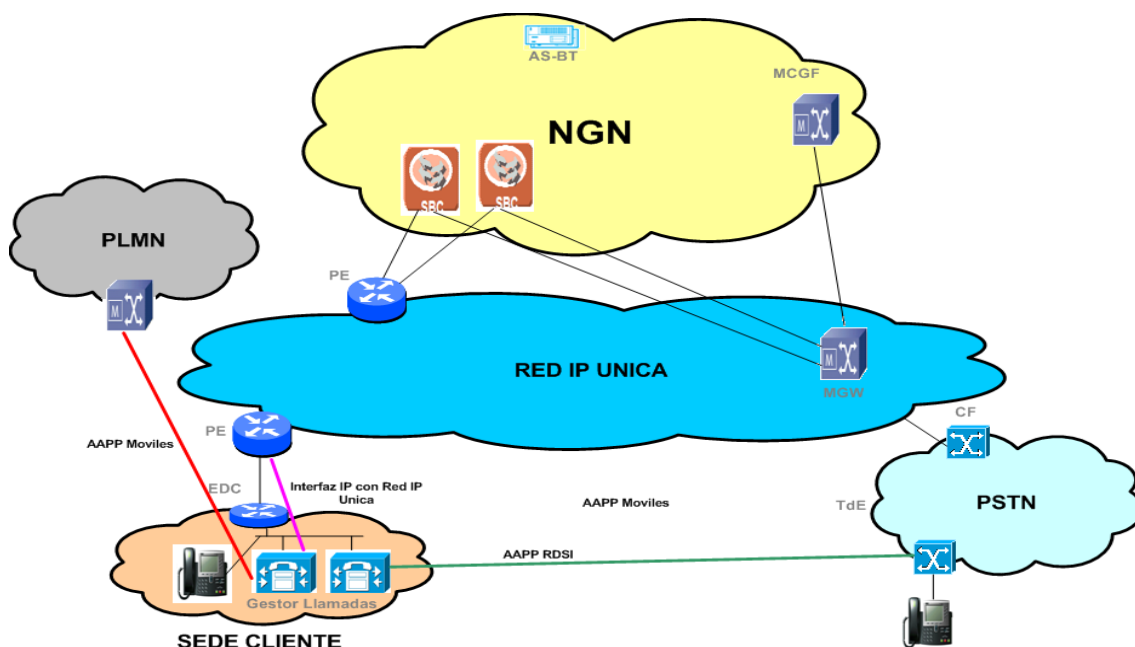 AS-BT
MCGF
NGN
SBC
SBC
PLMN
PE
M
M
RED IP UNICA
M
MGW
PE
CF
AAPP Moviles
EDC
Interfaz IP con Red IP
Unica
AAPP Moviles
TdE
PSTN
AAPP RDSI
Gestor Llamadas
SEDE CLIENTE